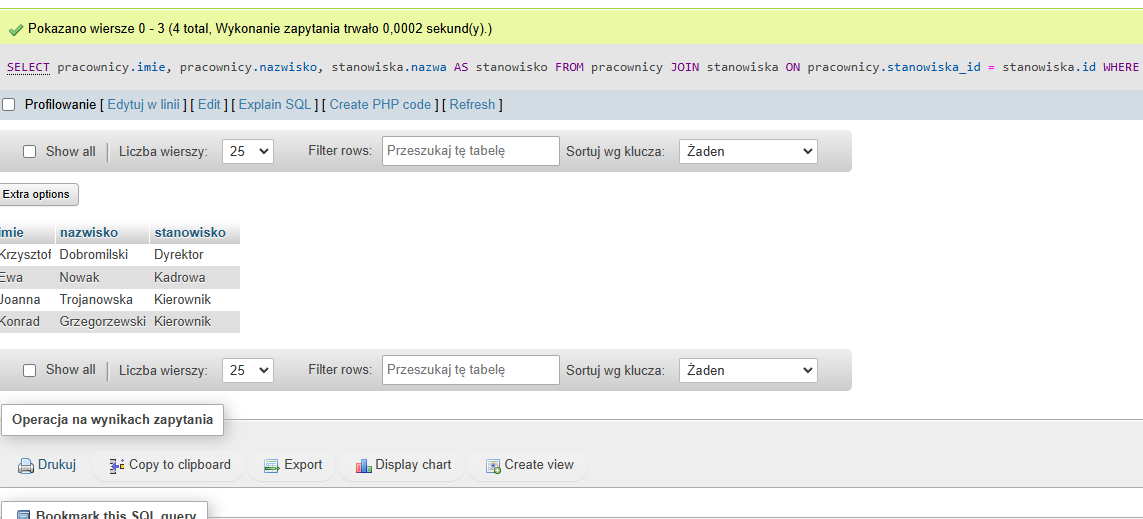 Pokazano wiersze 0 - 3 (4 total, Wykonanie zapytania trwało 0,0002 sekund(y).)
SELECT pracownicy.imie, pracownicy.nazwisko, stanowiska.nazwa AS stanowisko FROM pracownicy JOIN stanowiska ON pracownicy.stanowiska_id = stanowiska.id WHERE
Profilowanie [ Edytuj w linii ] [ Edit ] [ Explain SQL ] [ Create PHP code ] [ Refresh ]
Show all | Liczba wierszy: 25 Filter rows: Przeszukaj tę tabelę Sortuj wg klucza: Żaden
Extra options
imie nazwisko stanowisko
Krzysztof Dobromilski Dyrektor
Ewa Nowak Kadrowa
Joanna Trojanowska Kierownik
Konrad Grzegorzewski Kierownik
Show all | Liczba wierszy: 25 Filter rows: Przeszukaj tę tabelę Sortuj wg klucza: Żaden
Operacja na wynikach zapytania
Drukuj Copy to clipboard Export Display chart Create view
Bookmark this SQL query